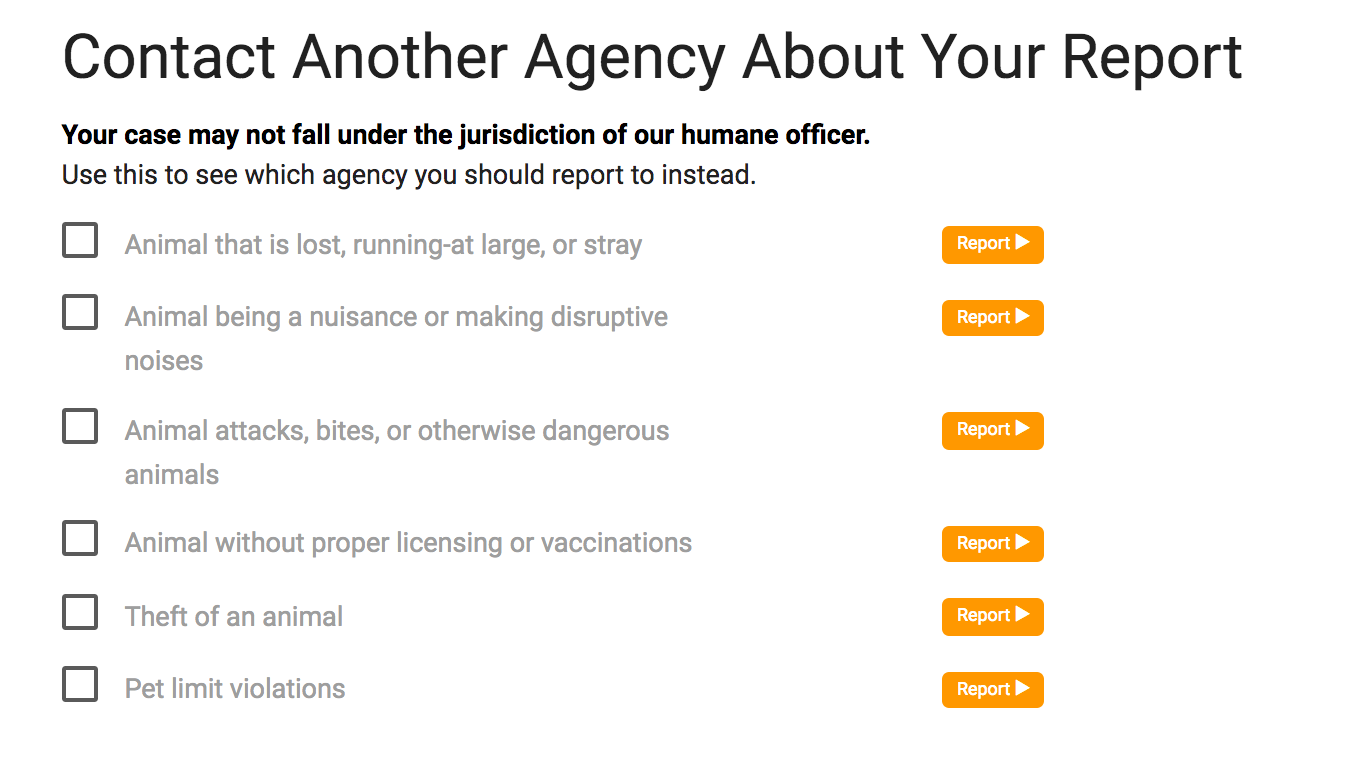 Contact Another Agency About Your Report
Your case may not fall under the jurisdiction of our humane officer.
Use this to see which agency you should report to instead.
Animal that is lost, running-at large, or stray
Report
Animal being a nuisance or making disruptive
noises
Report
Animal attacks, bites, or otherwise dangerous
animals
Report
Animal without proper licensing or vaccinations
Report
Theft of an animal
Report
Pet limit violations
Report